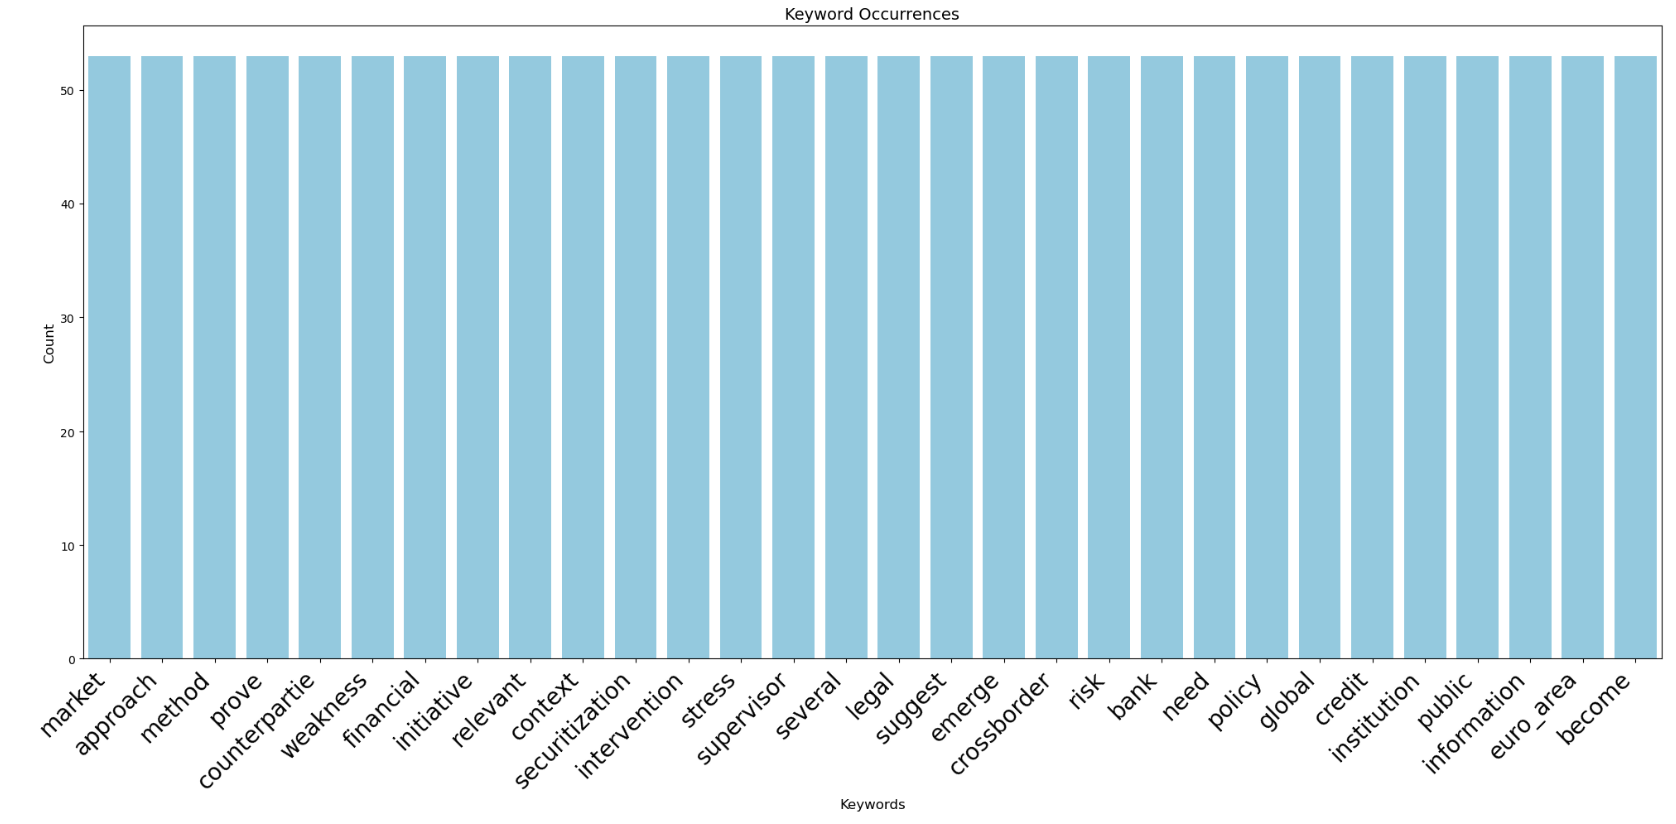 Keyword Occurrences
50
40
30
20
10
0
Count
market
approach
method
prove
counterpartie
weakness
financial
initiative
relevant
context
securitization
intervention
stress
supervisor
several
legal
suggest
emerge
crossborder
risk
bank
need
policy
global
credit
institution
public
information
euro_area
become
Keywords